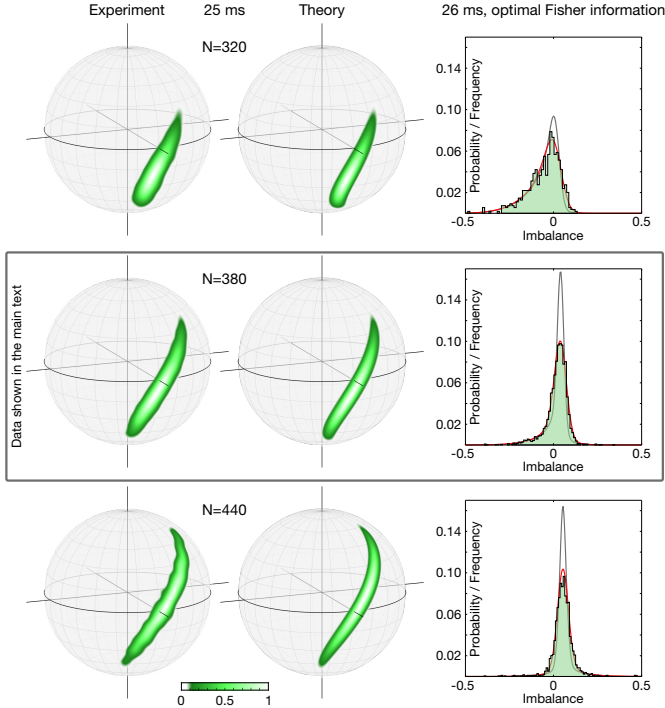 Experiment 25 ms Theory 26 ms, optimal Fisher information
N=320
Probability / Frequency
0.14
0.10
0.06
0.02
-0.5 0 0.5
Imbalance
Data shown in the main text
N=380
Probability / Frequency
0.14
0.10
0.06
0.02
-0.5 0 0.5
Imbalance
N=440
Probability / Frequency
0.14
0.10
0.06
0.02
-0.5 0 0.5
Imbalance
0 0.5 1